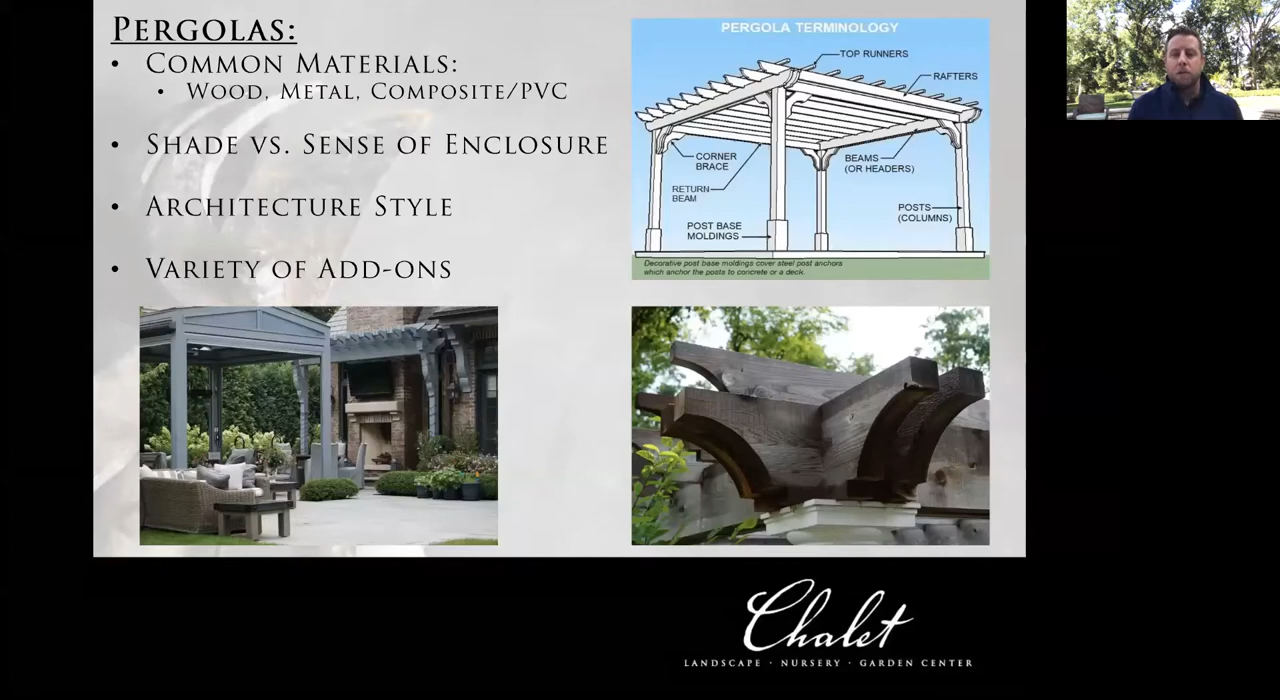 PERGOLAS:
• COMMON MATERIALS:
• WOOD, METAL, COMPOSITE/PVC
• SHADE VS. SENSE OF ENCLOSURE
• ARCHITECTURE STYLE
• VARIETY OF ADD-ONS
PERGOLA TERMINOLOGY
TOP RUNNERS
RAFTERS
CORNER
BRACE
BEAMS
(OR HEADERS)
RETURN
BEAM
POSTS
(COLUMNS)
POST BASE
MOLDINGS
Decorative post base moldings cover steel post anchors
which anchor the posts to concrete or a deck.
Chalet
LANDSCAPE · NURSERY · GARDEN CENTER